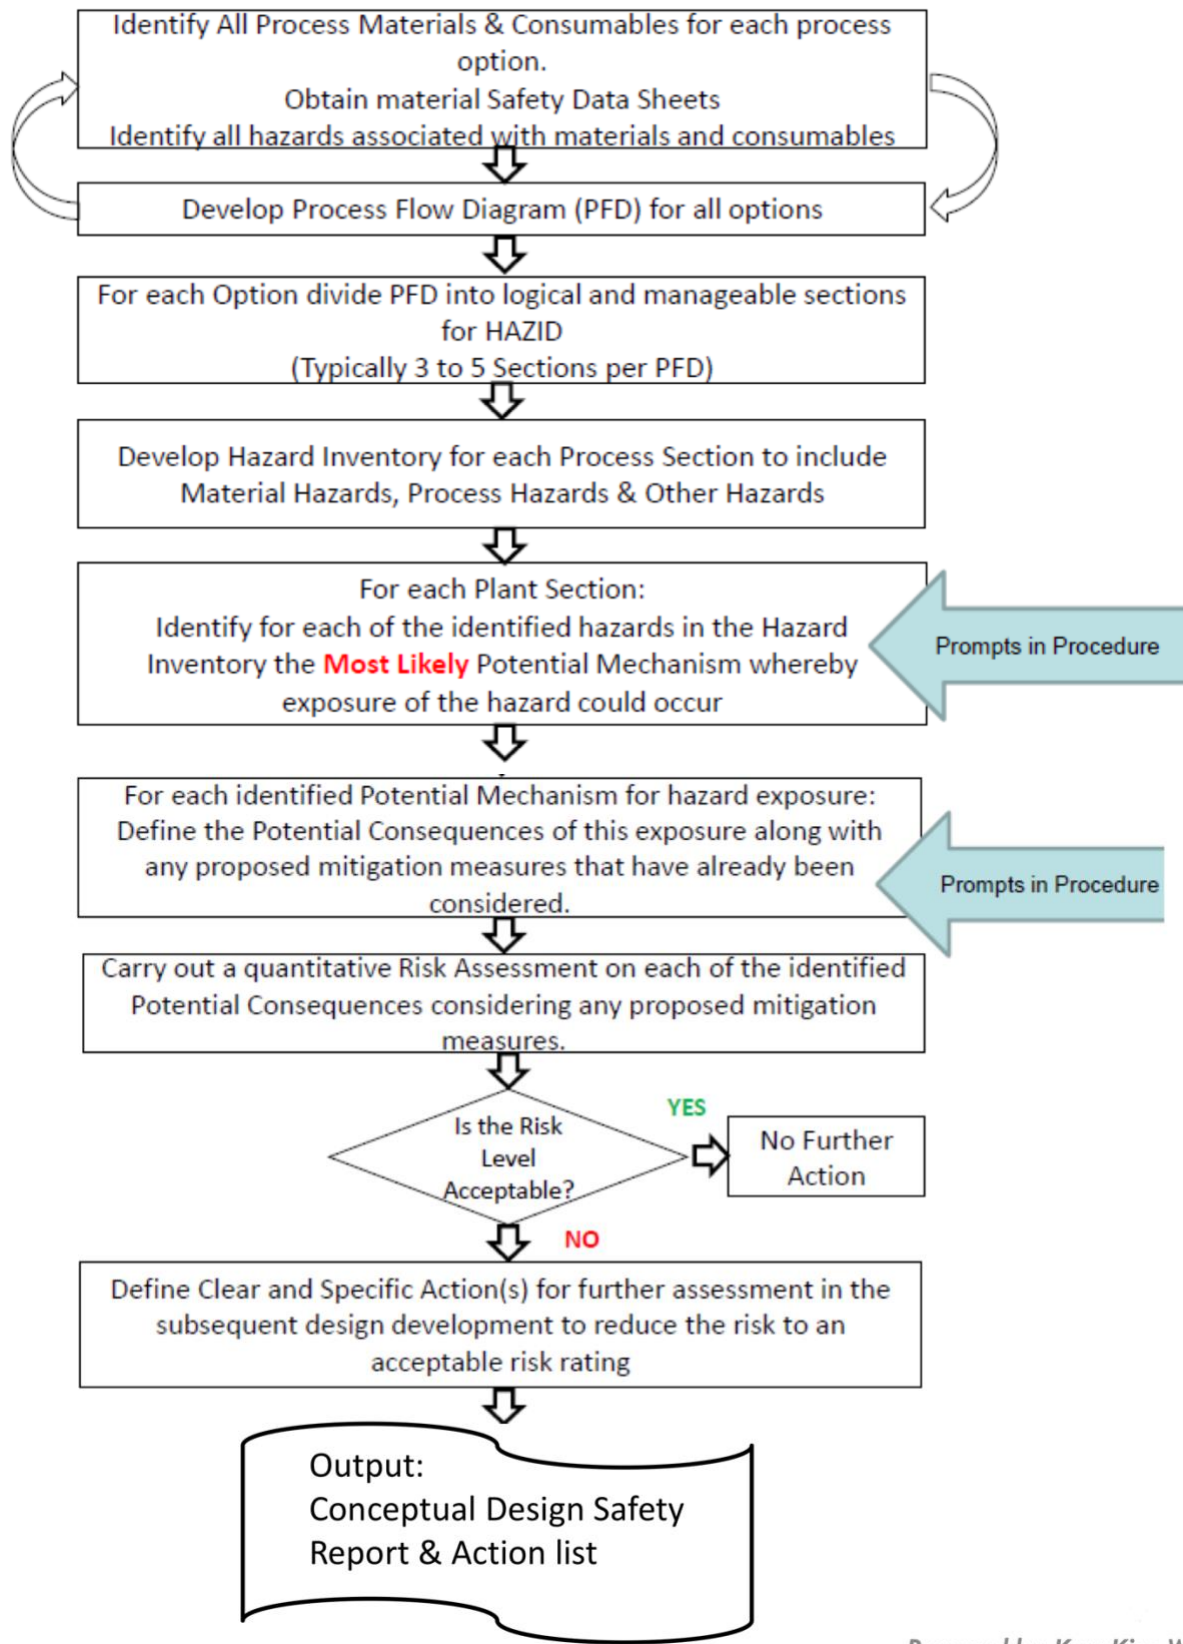 Identify All Process Materials & Consumables for each process
option.
Obtain material Safety Data Sheets
Identify all hazards associated with materials and consumables
Develop Process Flow Diagram (PFD) for all options
For each Option divide PFD into logical and manageable sections
for HAZID
(Typically 3 to 5 Sections per PFD)
Develop Hazard Inventory for each Process Section to include
Material Hazards, Process Hazards & Other Hazards
For each Plant Section:
Identify for each of the identified hazards in the Hazard
Inventory the Most Likely Potential Mechanism whereby
exposure of the hazard could occur
Prompts in Procedure
For each identified Potential Mechanism for hazard exposure:
Define the Potential Consequences of this exposure along with
any proposed mitigation measures that have already been
considered.
Prompts in Procedure
Carry out a quantitative Risk Assessment on each of the identified
Potential Consequences considering any proposed mitigation
measures.
Is the Risk
Level
Acceptable?
YES
No Further
Action
NO
Define Clear and Specific Action(s) for further assessment in the
subsequent design development to reduce the risk to an
acceptable risk rating
Output:
Conceptual Design Safety
Report & Action list